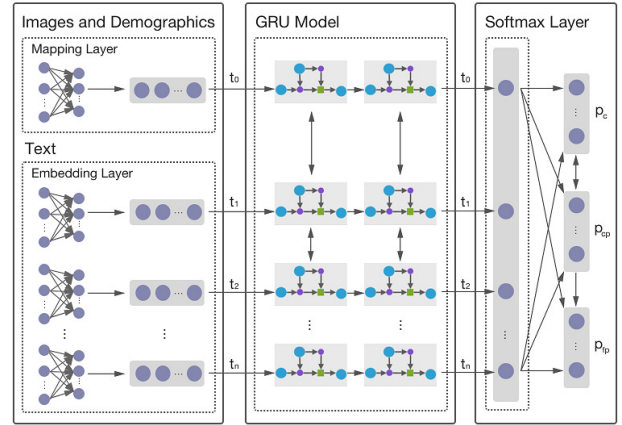 Images and Demographics
GRU Model
Softmax Layer
Mapping Layer
t0
t0
pc
Text
Embedding Layer
t1
t1
pcp
t2
t2
pfp
tn
tn